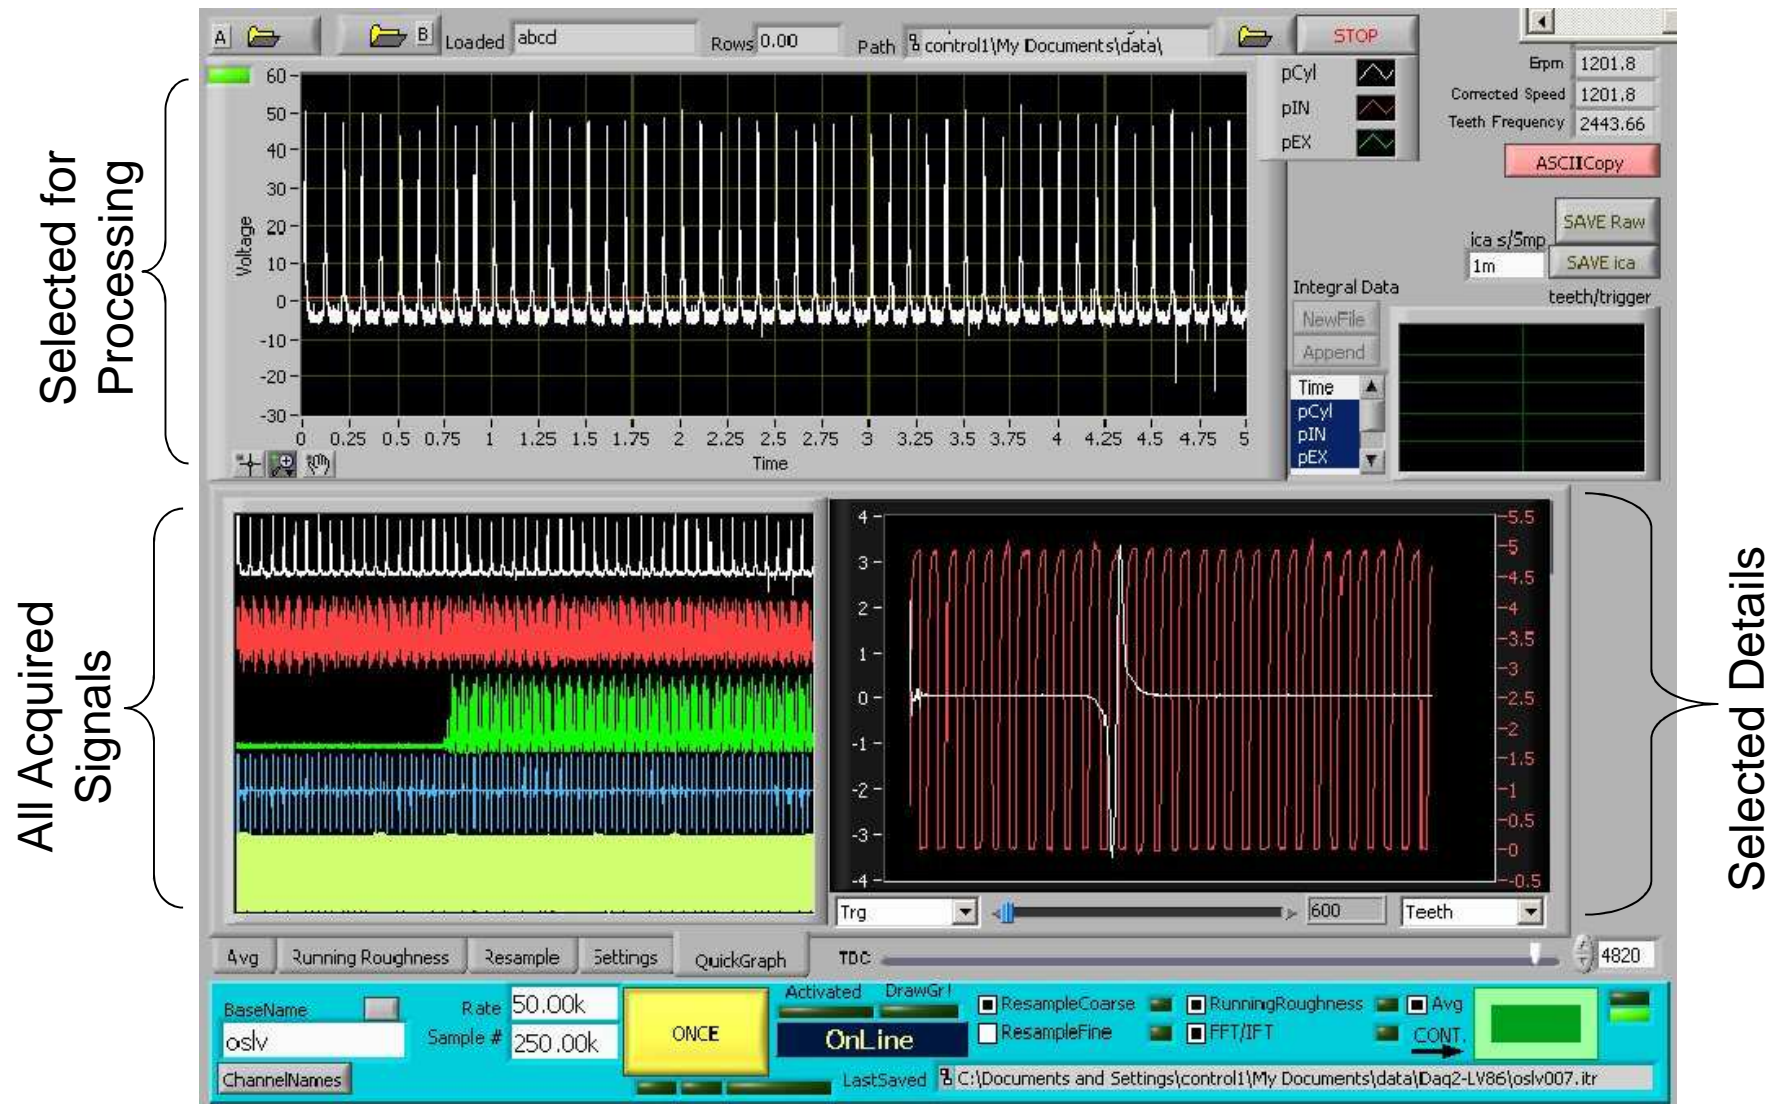 A
B
Loaded abcd
Rows 0.00
Path control1\My Documents\data\
STOP
Selected for
Processing
60
50
40
30
20
10
0
-10
-20
-30
Voltage
0 0.25 0.5 0.75 1 1.25 1.5 1.75 2 2.25 2.5 2.75 3 3.25 3.5 3.75 4 4.25 4.5 4.75 5
Time
pCyl
pIN
pEX
Erpm 1201.8
Corrected Speed 1201.8
Teeth Frequency 2443.66
ASCIICopy
SAVE Raw
ica s/Smp
1m
SAVE ica
Integral Data
NewFile
Append
teeth/trigger
Time
pCyl
pIN
pEX
All Acquired
Signals
4
3
2
1
0
-1
-2
-3
-4
5.5
5
4.5
4
3.5
3
2.5
2
1.5
1
0.5
0
-0.5
Selected Details
Trg
600
Teeth
Avg
Running Roughness
Resample
Settings
QuickGraph
TDC
4820
BaseName
oslv
ChannelNames
Rate 50.00k
Sample # 250.00k
ONCE
Activated
DrawGr!
OnLine
ResampleCoarse
ResampleFine
RunningRoughness
FFT/IFT
Avg
CONT.
LastSaved C:\Documents and Settings\control1\My Documents\data\Daq2-LV86\oslv007.itr